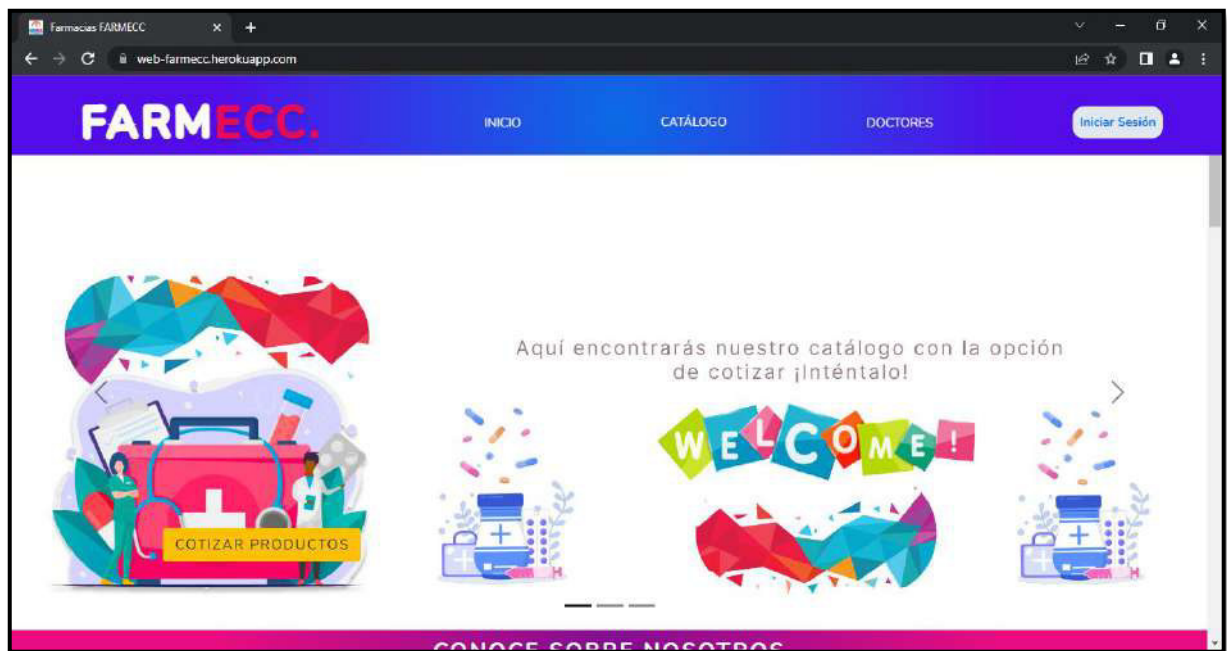 Farmacias FARMECC
web-farmecc.herokuapp.com
FARMECC.
INICIO
CATÁLOGO
DOCTORES
Iniciar Sesión
Aquí encontrarás nuestro catálogo con la opción
de cotizar ¡Inténtalo!
WELCOME!
COTIZAR PRODUCTOS
CONOCE SOBRE NOSOTROS